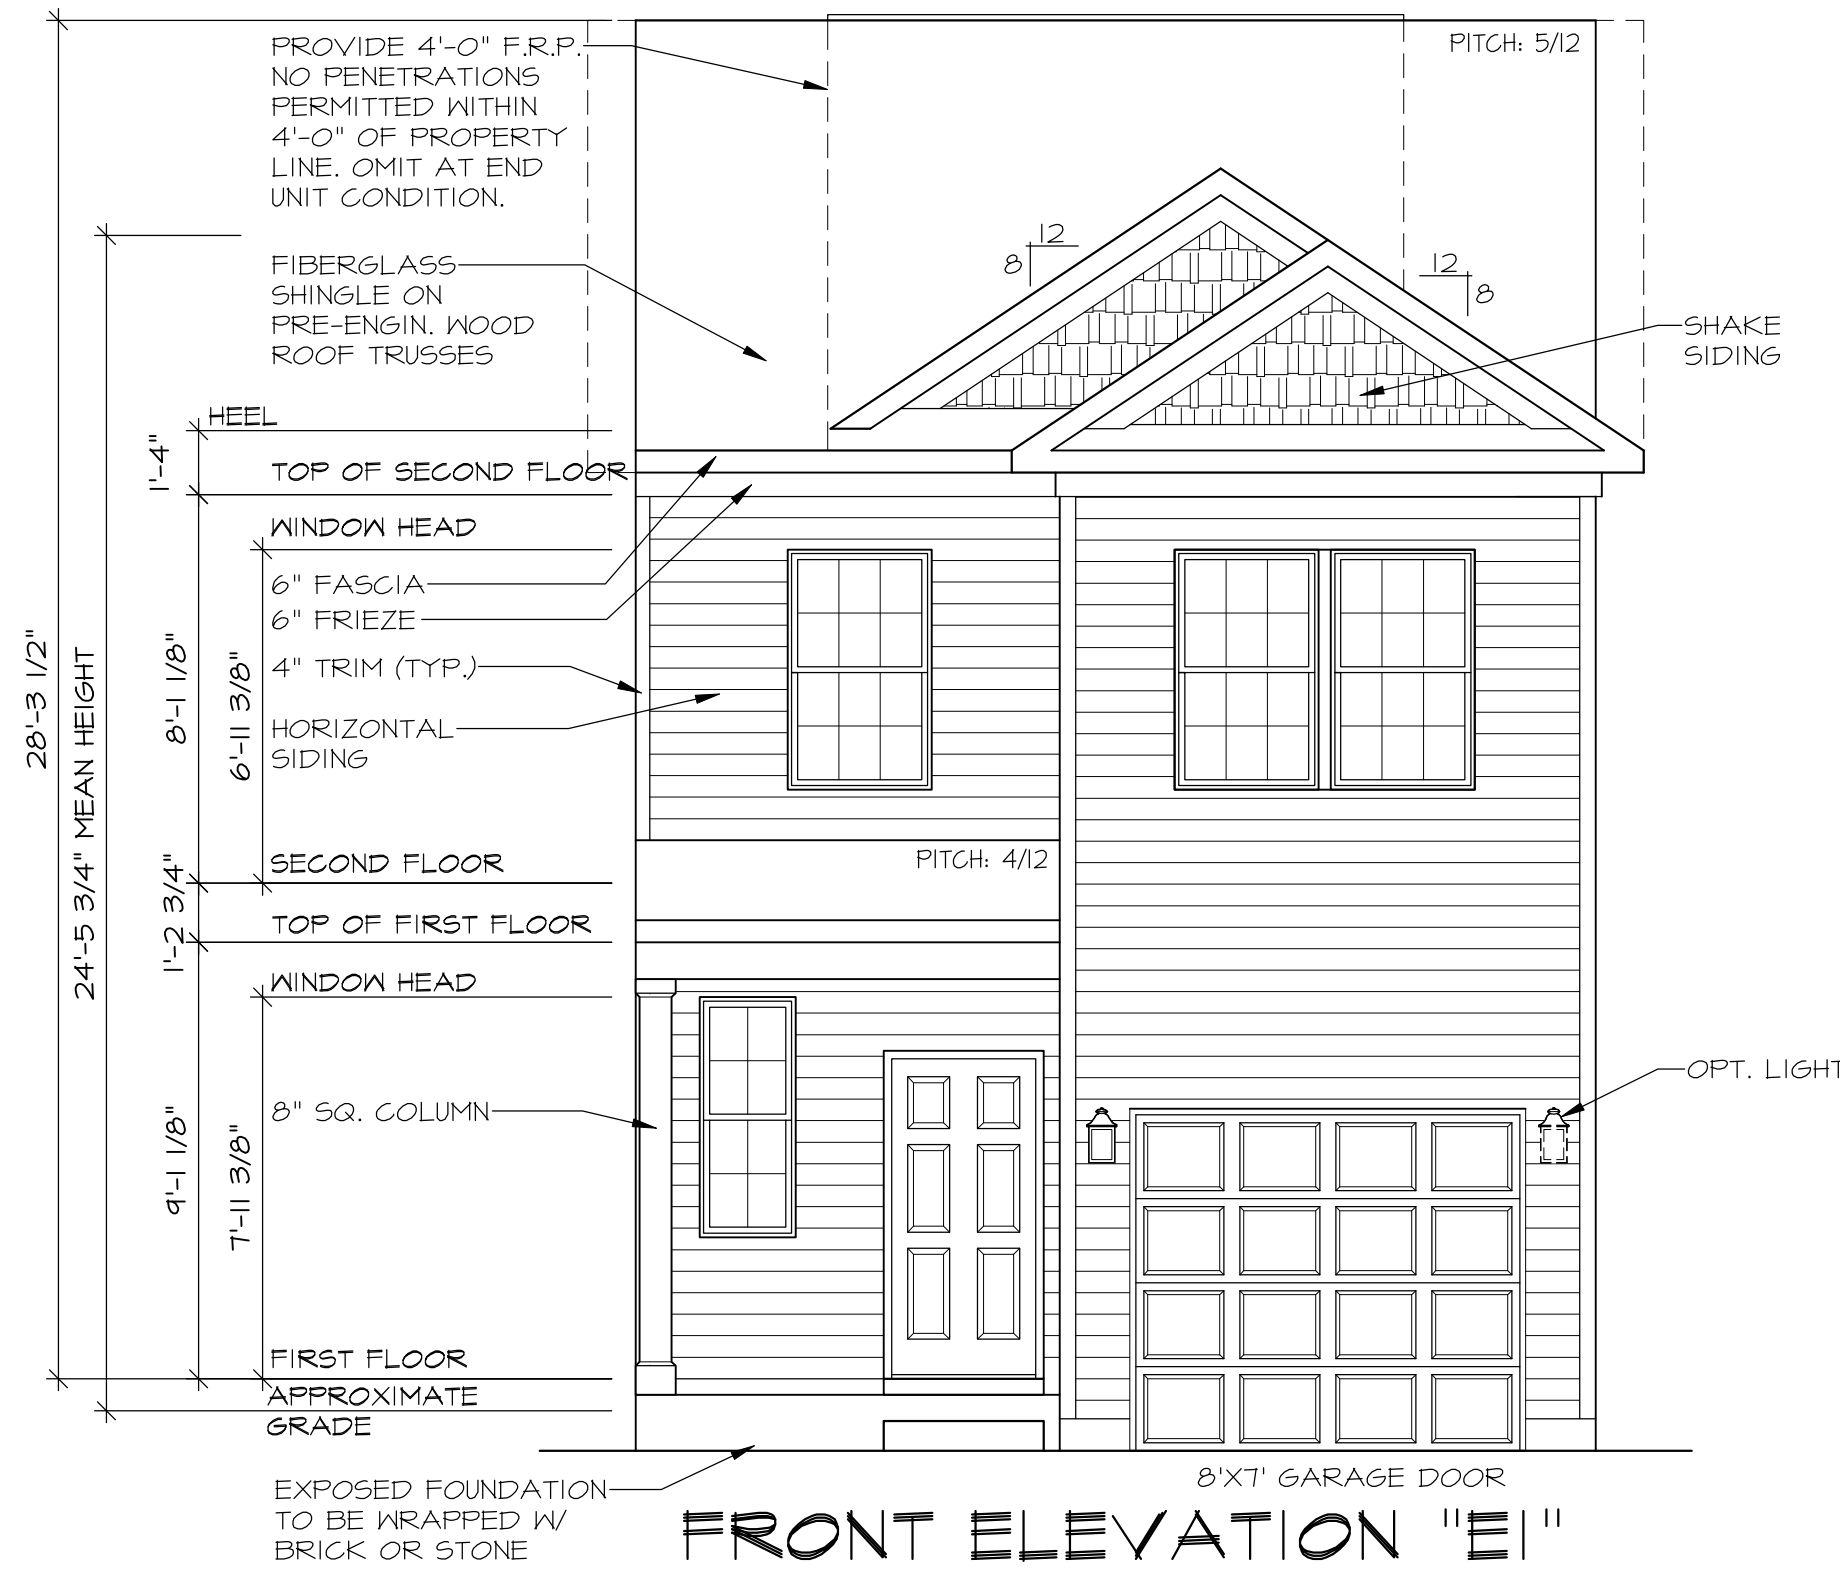 PROVIDE 4'-0" F.R.P.
NO PENETRATIONS
PERMITTED WITHIN
4'-0" OF PROPERTY
LINE. OMIT AT END
UNIT CONDITION.
PITCH: 5/12
12
8
12
8
FIBERGLASS
SHINGLE ON
PRE-ENGIN. WOOD
ROOF TRUSSES
SHAKE
SIDING
HEEL
1'-4"
TOP OF SECOND FLOOR
WINDOW HEAD
6" FASCIA
6" FRIEZE
4" TRIM (TYP.)
HORIZONTAL
SIDING
28'-3 1/2"
24'-5 3/4" MEAN HEIGHT
8'-1 1/8"
6'-11 3/8"
SECOND FLOOR
PITCH: 4/12
1'-2 3/4"
TOP OF FIRST FLOOR
WINDOW HEAD
8" SQ. COLUMN
OPT. LIGHT
9'-1 1/8"
7'-11 3/8"
FIRST FLOOR
APPROXIMATE
GRADE
EXPOSED FOUNDATION
TO BE WRAPPED W/
BRICK OR STONE
8'X7' GARAGE DOOR
FRONT ELEVATION "E1"